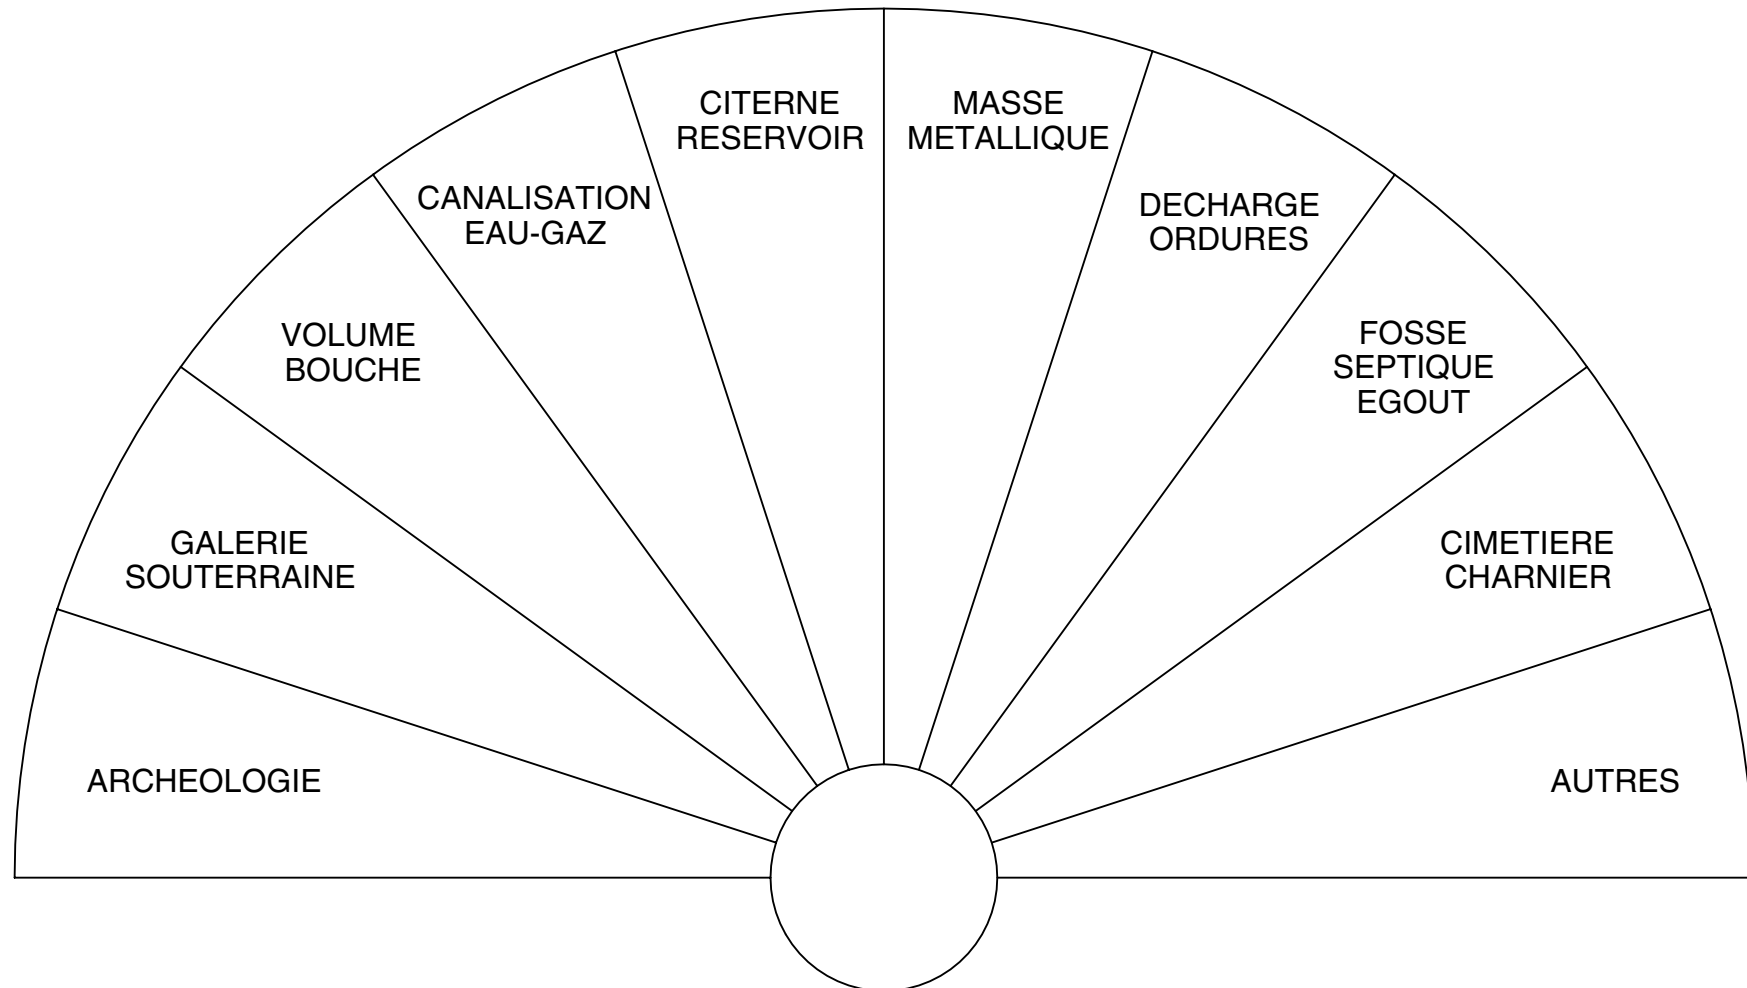 ARCHEOLOGIE
GALERIE
SOUTERRAINE
VOLUME
BOUCHE
CANALISATION
EAU-GAZ
CITERNE
RESERVOIR
MASSE
METALLIQUE
DECHARGE
ORDURES
FOSSE
SEPTIQUE
EGOUT
CIMETIERE
CHARNIER
AUTRES